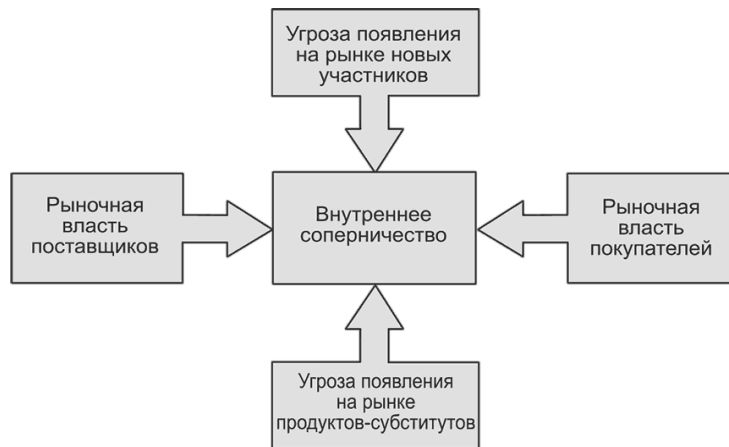 Угроза появления
на рынке новых
участников
Рыночная
власть
поставщиков
Внутреннее
соперничество
Рыночная
власть
покупателей
Угроза появления
на рынке
продуктов-субститутов